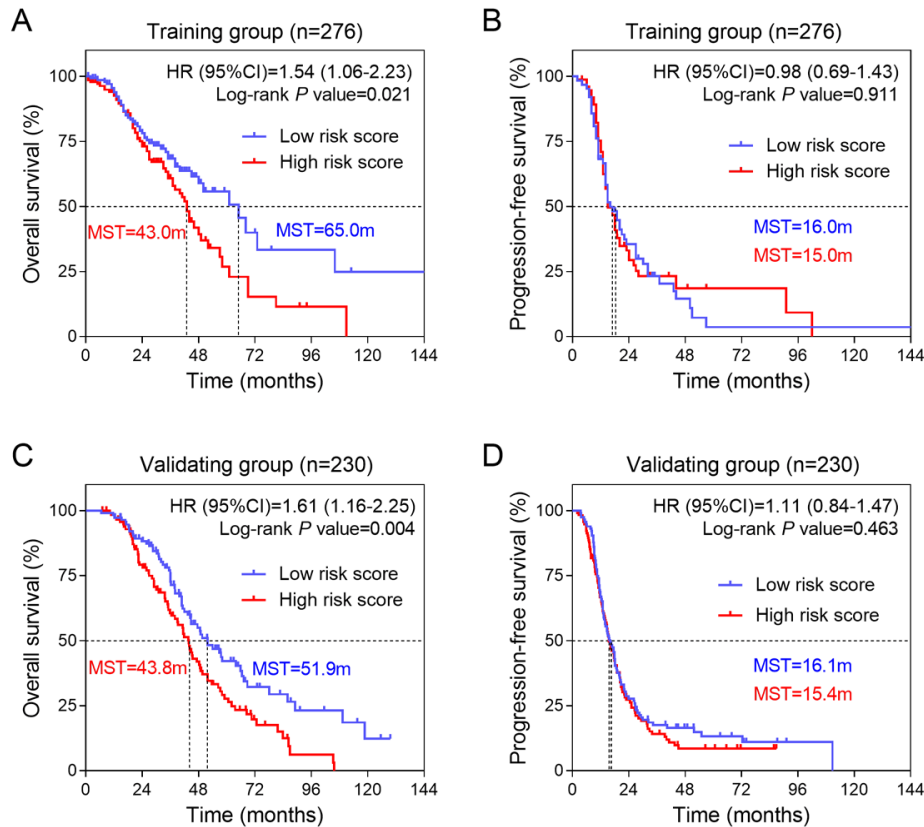 A
Training group (n=276)
HR (95%CI)=1.54 (1.06-2.23)
Log-rank P value=0.021
Low risk score
High risk score
MST=43.0m
MST=65.0m
Overall survival (%)
100
75
50
25
0
0 24 48 72 96 120 144
Time (months)
B
Training group (n=276)
HR (95%CI)=0.98 (0.69-1.43)
Log-rank P value=0.911
Low risk score
High risk score
MST=16.0m
MST=15.0m
Progression-free survival (%)
100
75
50
25
0
0 24 48 72 96 120 144
Time (months)
C
Validating group (n=230)
HR (95%CI)=1.61 (1.16-2.25)
Log-rank P value=0.004
Low risk score
High risk score
MST=43.8m
MST=51.9m
Overall survival (%)
100
75
50
25
0
0 24 48 72 96 120 144
Time (months)
D
Validating group (n=230)
HR (95%CI)=1.11 (0.84-1.47)
Log-rank P value=0.463
Low risk score
High risk score
MST=16.1m
MST=15.4m
Progression-free survival (%)
100
75
50
25
0
0 24 48 72 96 120 144
Time (months)